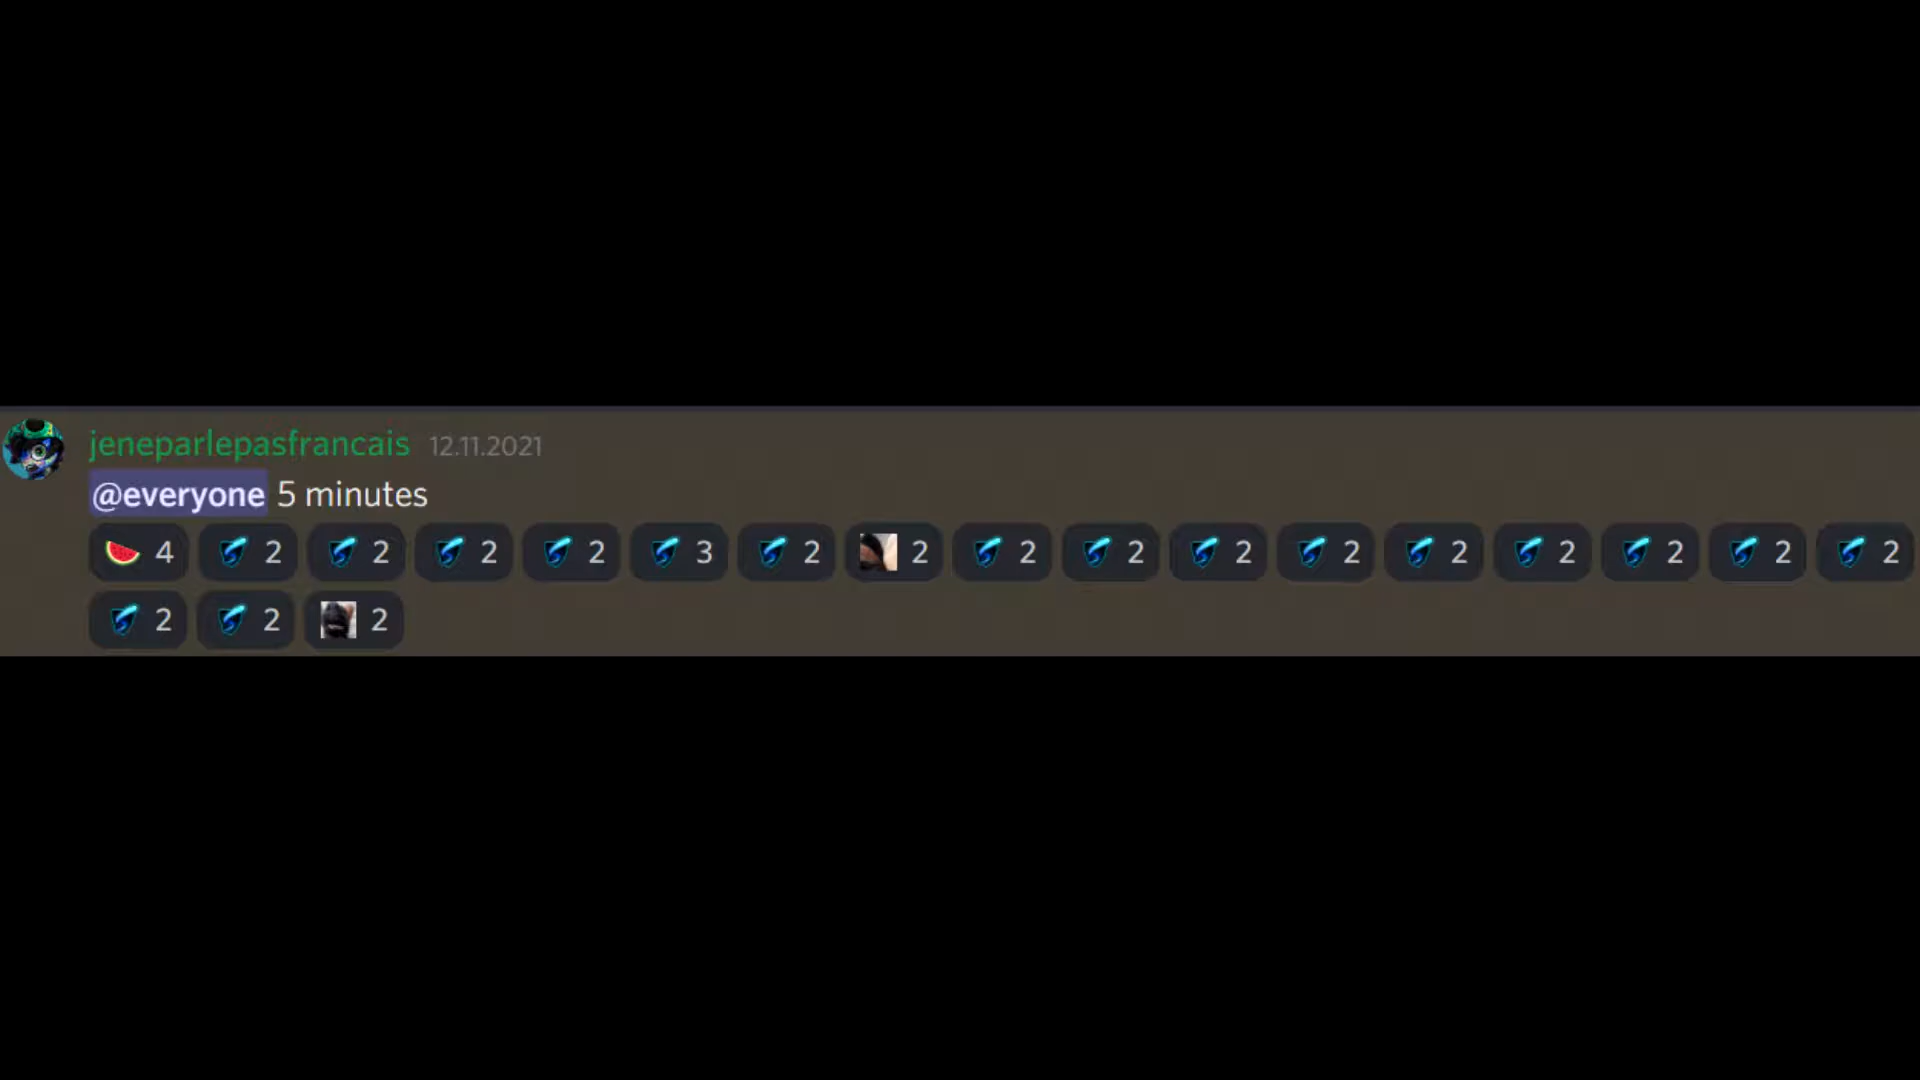 jeneparlepasfrancais 12.11.2021
@everyone 5 minutes
4 2 2 2 2 3 2 2 2 2 2 2 2 2 2 2 2
2 2 2